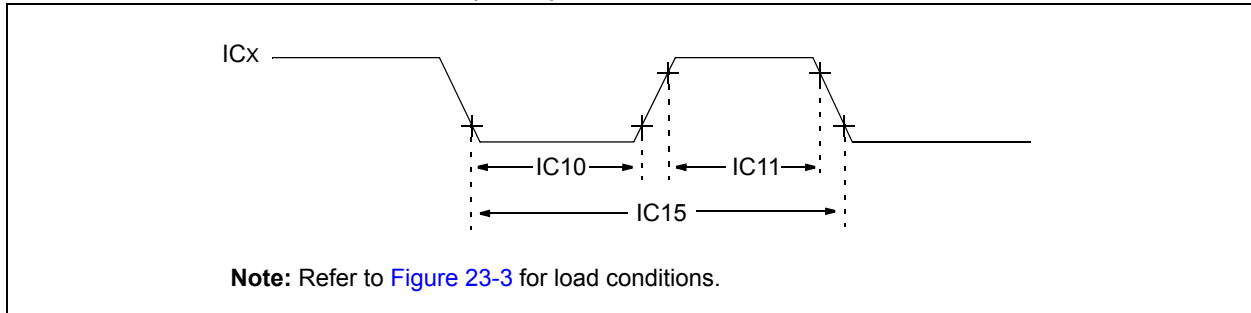 ICx
IC10
IC11
IC15
Note: Refer to Figure 23-3 for load conditions.